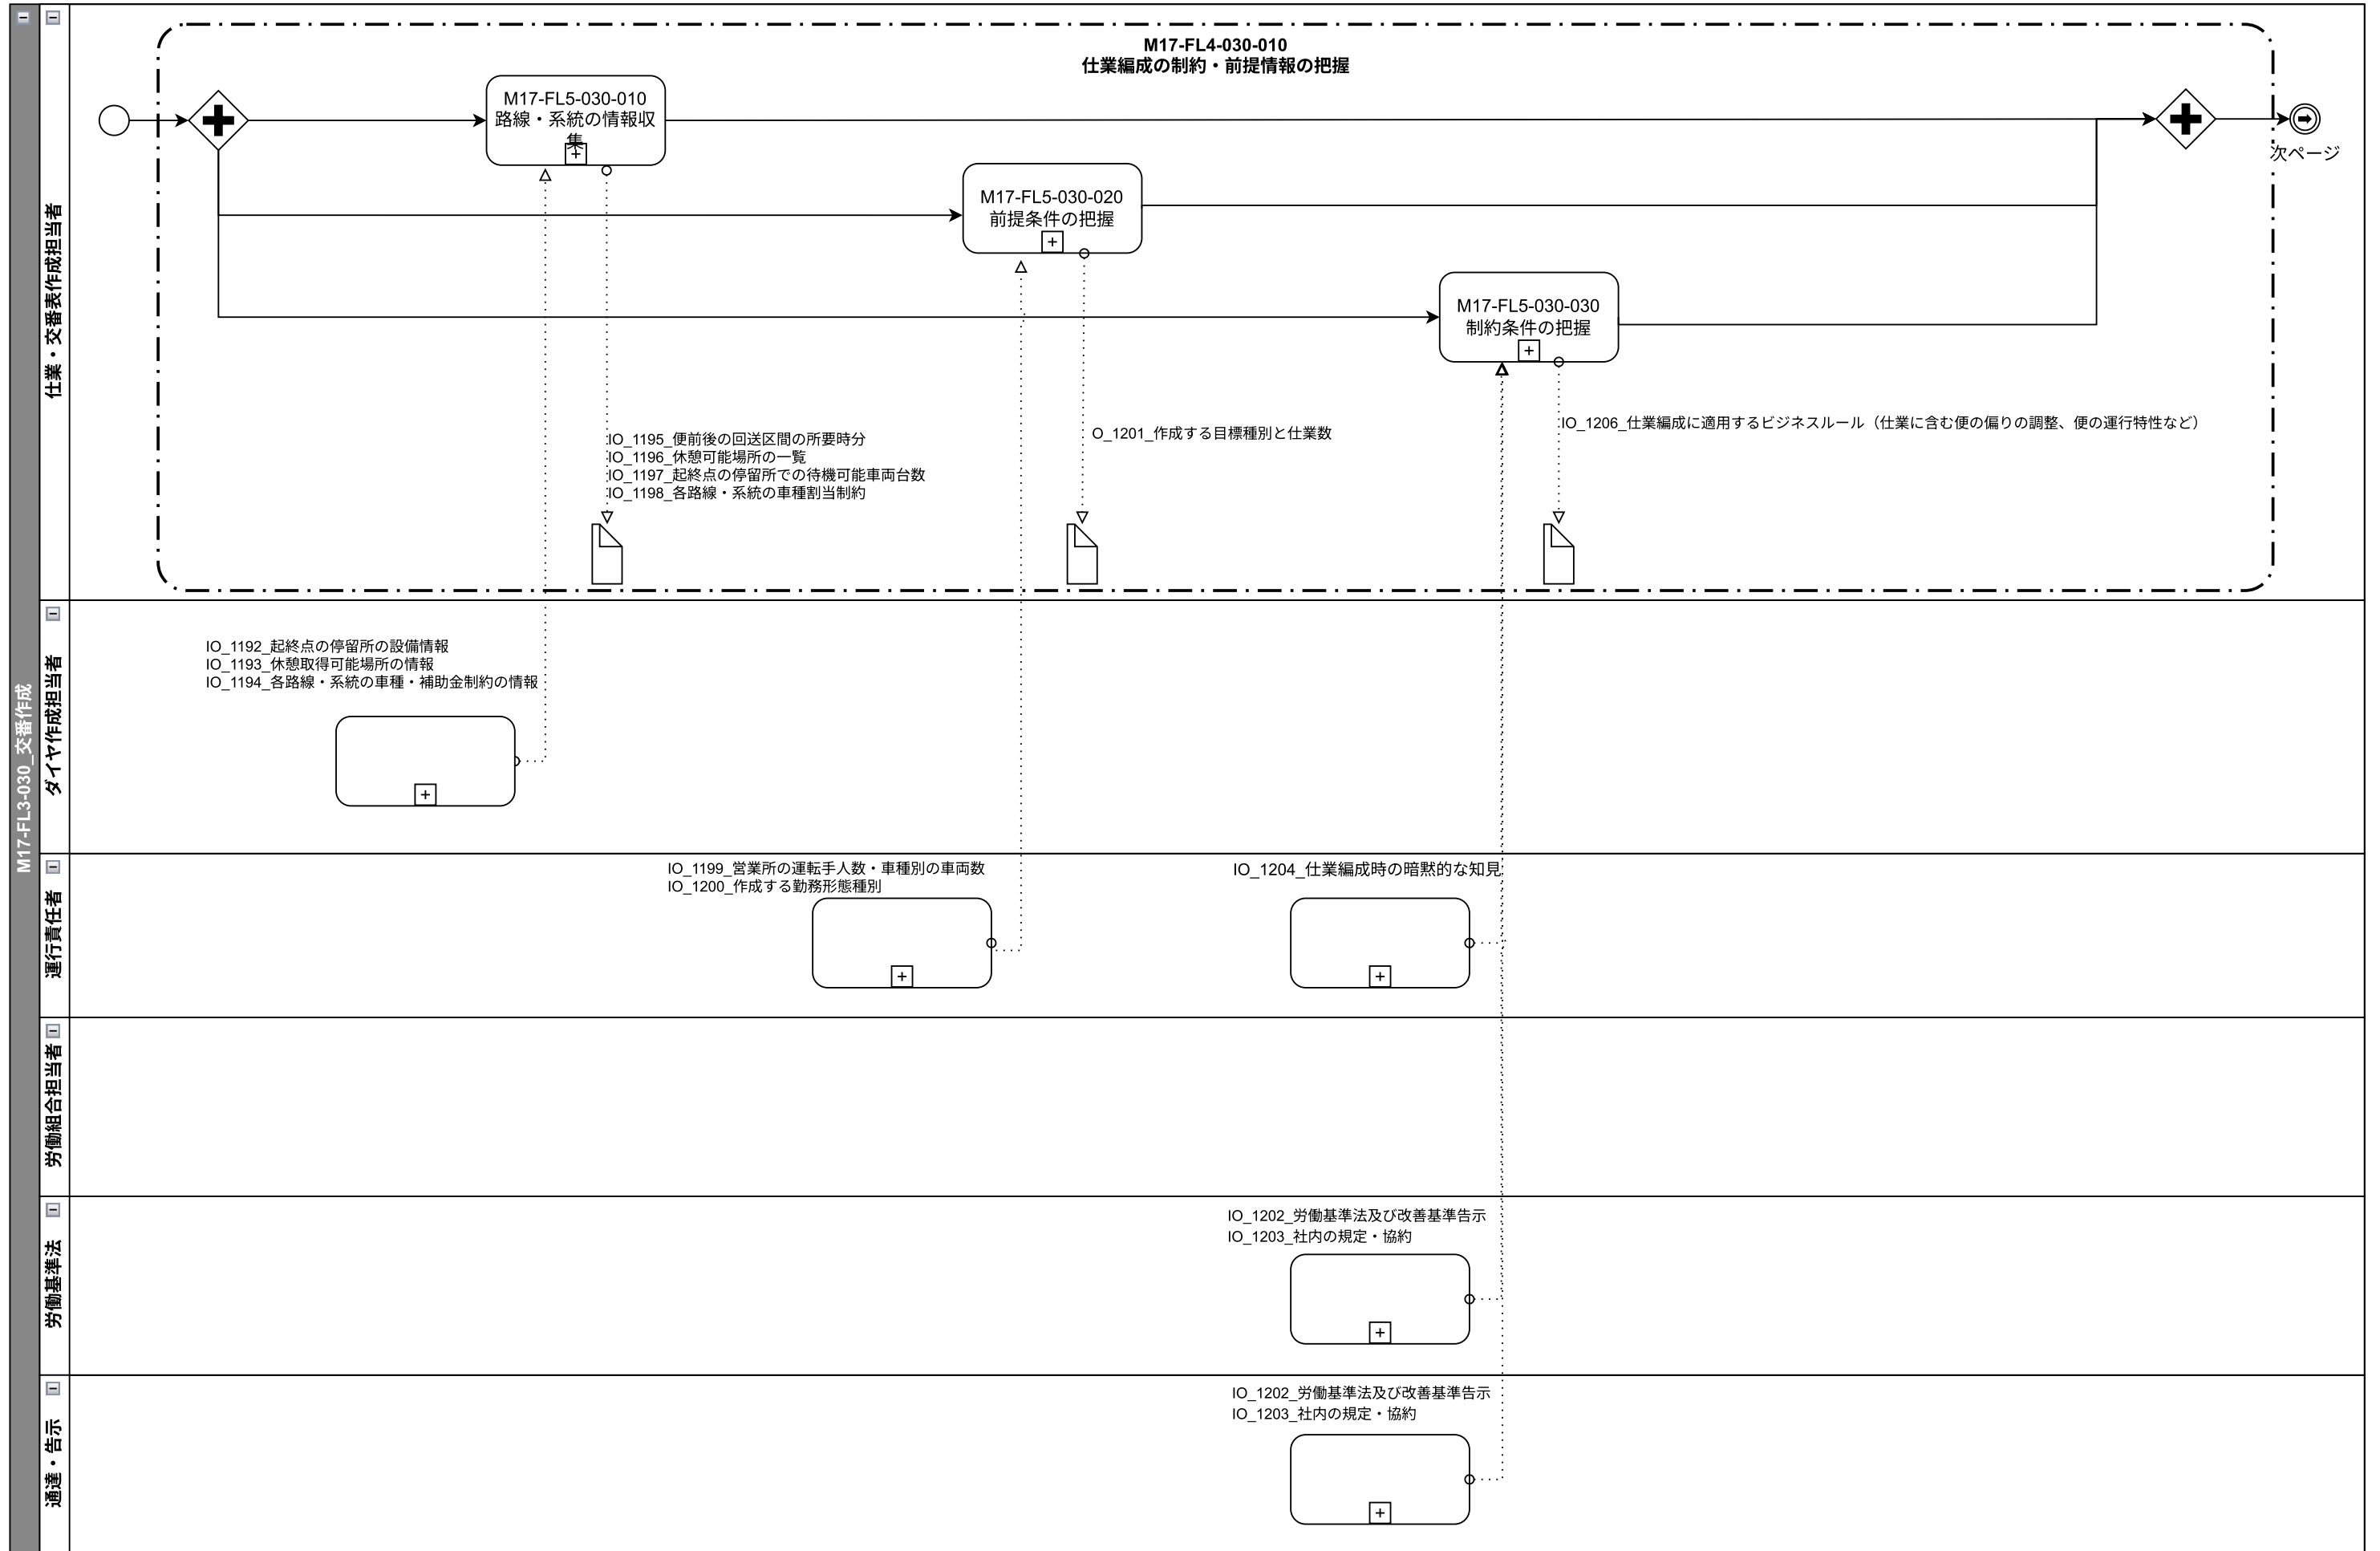 M17-FL3-030_交番作成
仕業・交番表作成担当者
M17-FL4-030-010
仕業編成の制約・前提情報の把握
M17-FL5-030-010
路線・系統の情報収
集
次ページ
M17-FL5-030-020
前提条件の把握
M17-FL5-030-030
制約条件の把握
IO_1195_便前後の回送区間の所要時分
IO_1196_休憩可能場所の一覧
IO_1197_起終点の停留所での待機可能車両台数
IO_1198_各路線・系統の車種割当制約
O_1201_作成する目標種別と仕業数
IO_1206_仕業編成に適用するビジネスルール（仕業に含む便の偏りの調整、便の運行特性など）
ダイヤ作成担当者
IO_1192_起終点の停留所の設備情報
IO_1193_休憩取得可能場所の情報
IO_1194_各路線・系統の車種・補助金制約の情報
運行責任者
IO_1199_営業所の運転手人数・車種別の車両数
IO_1200_作成する勤務形態種別
IO_1204_仕業編成時の暗黙的な知見
労働組合担当者
労働基準法
IO_1202_労働基準法及び改善基準告示
IO_1203_社内の規定・協約
通達・告示
IO_1202_労働基準法及び改善基準告示
IO_1203_社内の規定・協約